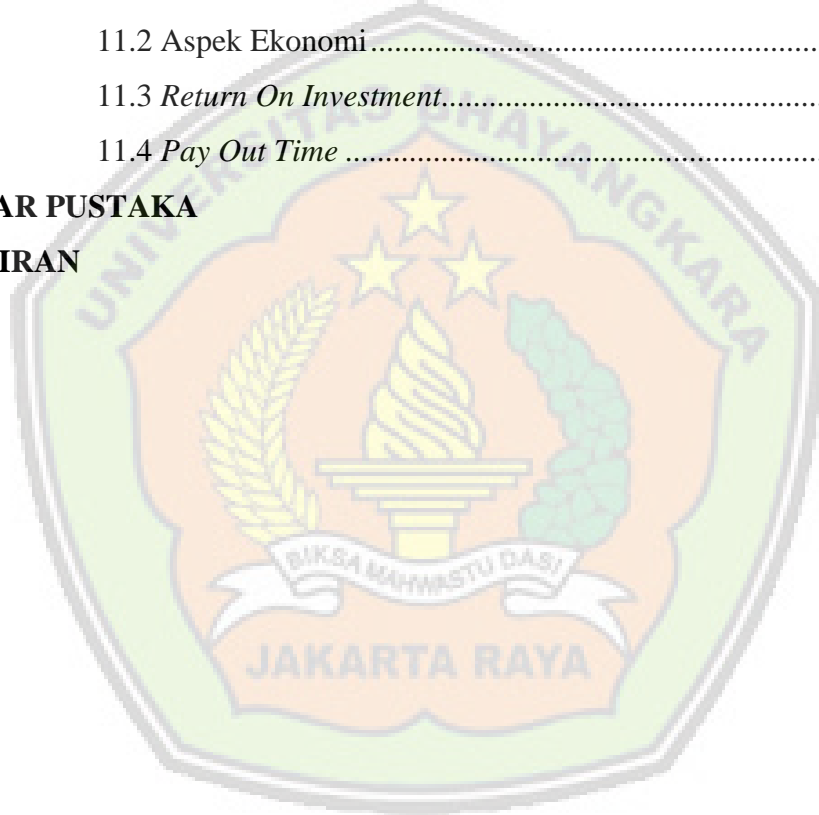 11.2 Aspek Ekonomi........................................................
11.3 Return On Investment...............................................
11.4 Pay Out Time ...........................................................
AR PUSTAKA
IRAN
UNIVERSITAS BHAYANGKARA
BIKSA MAHWASTU DASI
JAKARTA RAYA